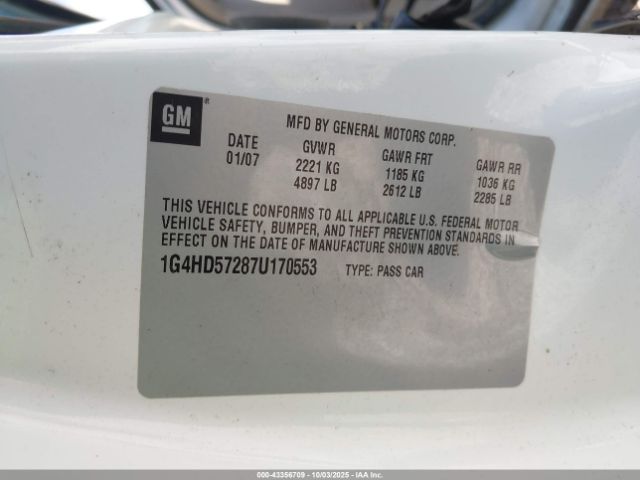 GM®
MFD BY GENERAL MOTORS CORP.
DATE GVWR GAWR FRT GAWR RR
01/07 2221 KG 1185 KG 1036 KG
4897 LB 2612 LB 2285 LB
THIS VEHICLE CONFORMS TO ALL APPLICABLE U.S. FEDERAL MOTOR
VEHICLE SAFETY, BUMPER, AND THEFT PREVENTION STANDARDS IN
EFFECT ON THE DATE OF MANUFACTURE SHOWN ABOVE.
1G4HD57287U170553 TYPE: PASS CAR
000-43356709 - 10/03/2025 - IAAI.COM